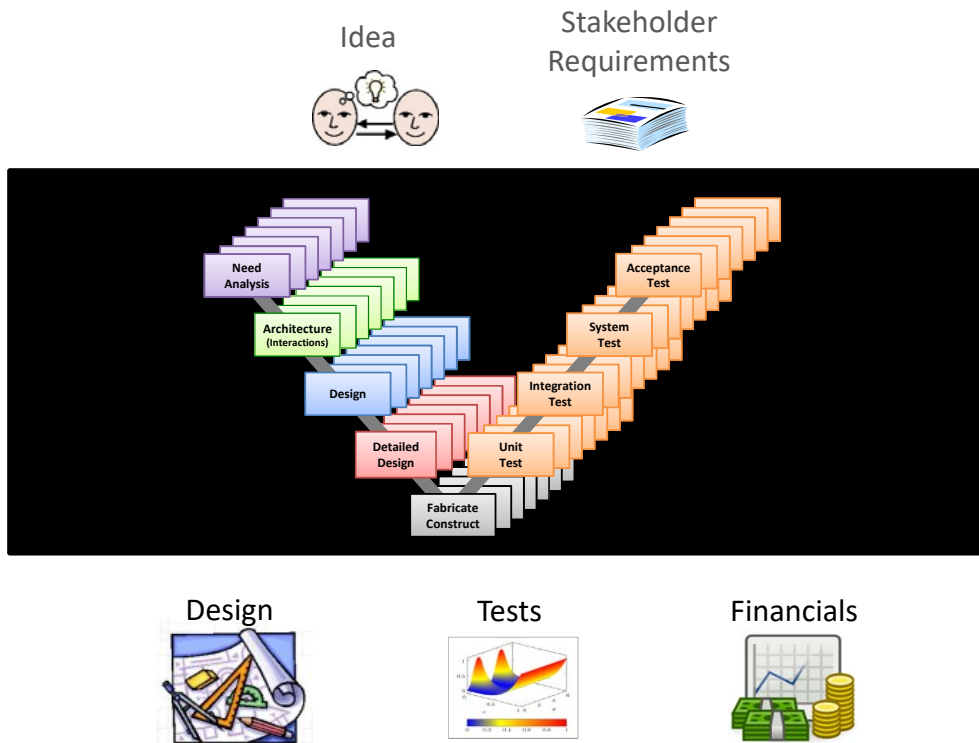 Idea
Stakeholder
Requirements
Need
Analysis
Acceptance
Test
Architecture
(Interactions)
System
Test
Design
Integration
Test
Detailed
Design
Unit
Test
Fabricate
Construct
Design
Tests
Financials